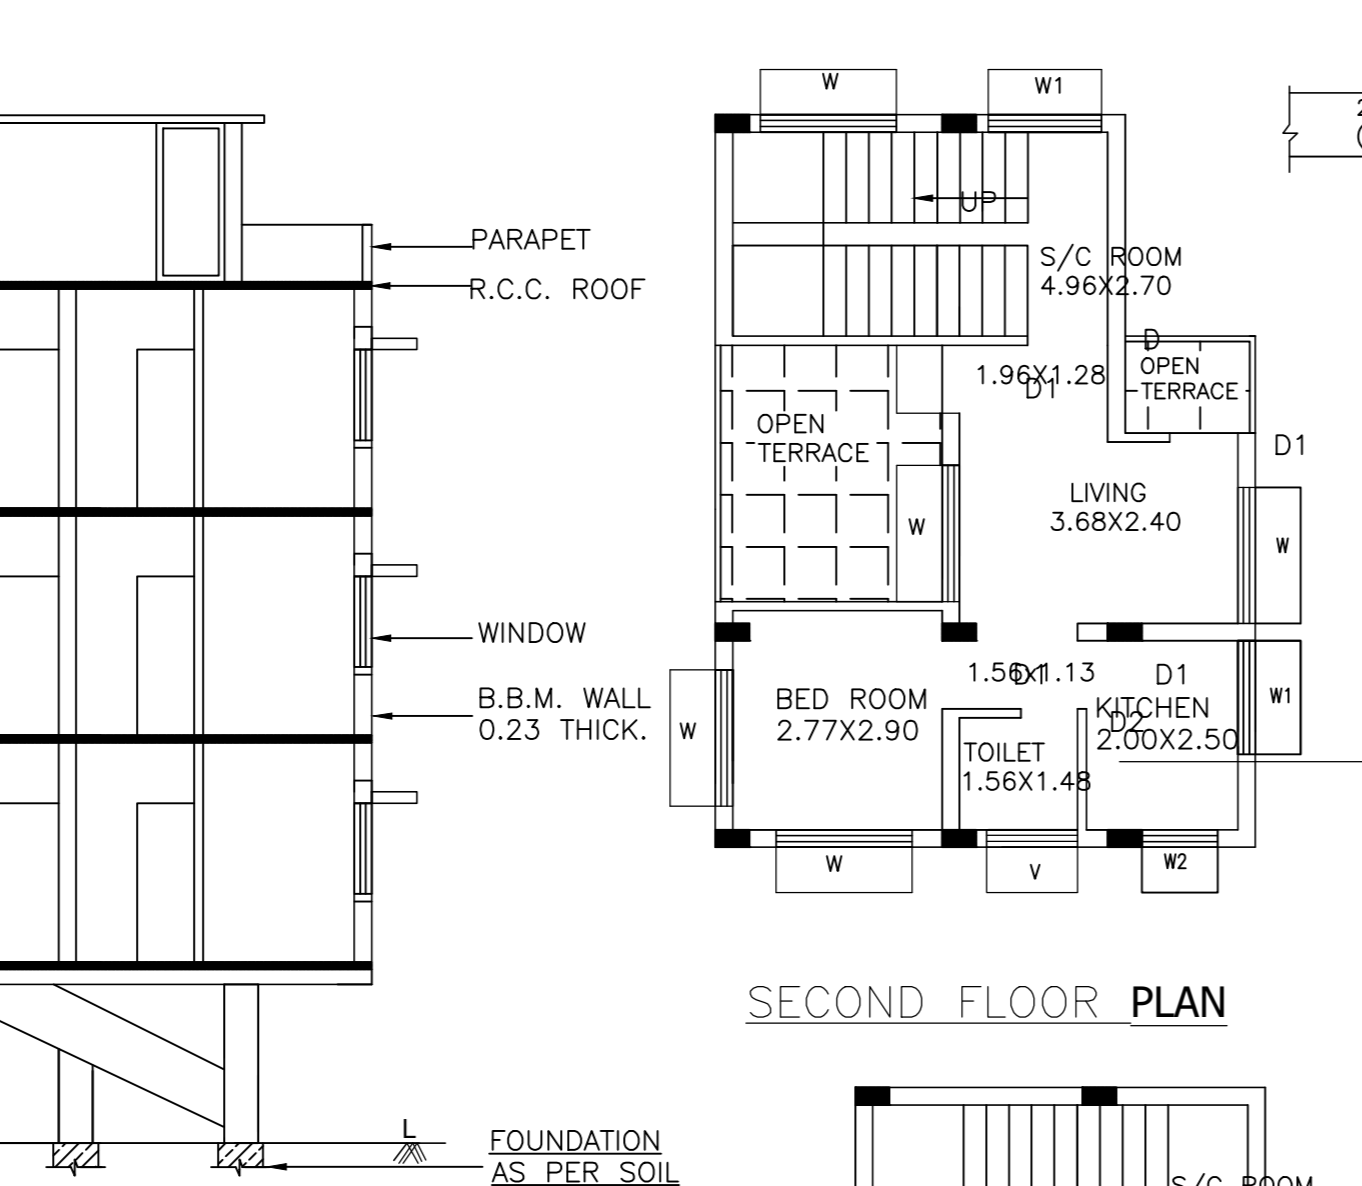 PARAPET
R.C.C. ROOF
WINDOW
B.B.M. WALL
0.23 THICK.
L
FOUNDATION
AS PER SOIL
W
W1
UP
S/C ROOM
4.96X2.70
D
1.96X1.28
D1
OPEN
TERRACE
OPEN
TERRACE
D1
LIVING
3.68X2.40
W
W
1.56x1.13
D1
D1
BED ROOM
2.77X2.90
KITCHEN
D2
2.00X2.50
W
W1
TOILET
1.56X1.48
W
V
W2
SECOND FLOOR PLAN
S/C ROOM